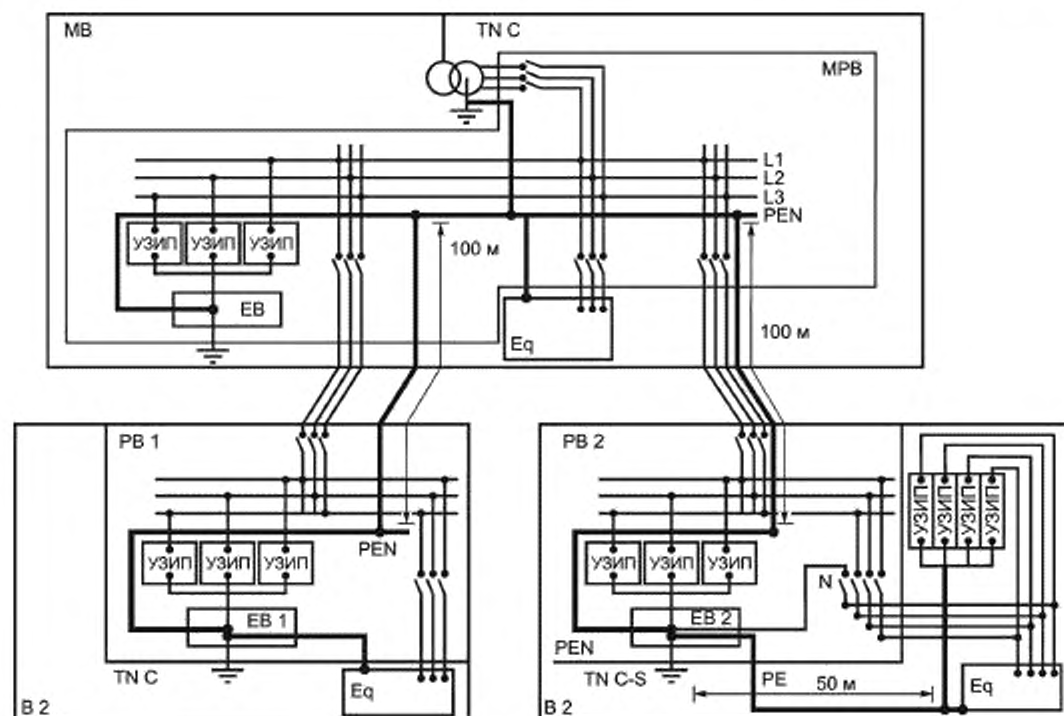 MB
TN C
MPB
L1
L2
L3
PEN
УЗИП
УЗИП
УЗИП
100 м
EB
Eq
100 м
PB 1
PEN
УЗИП
УЗИП
УЗИП
EB 1
TN C
Eq
B 2
PB 2
УЗИП
УЗИП
УЗИП
УЗИП
УЗИП
УЗИП
УЗИП
N
EB 2
PEN
TN C-S
PE
50 м
Eq
B 2